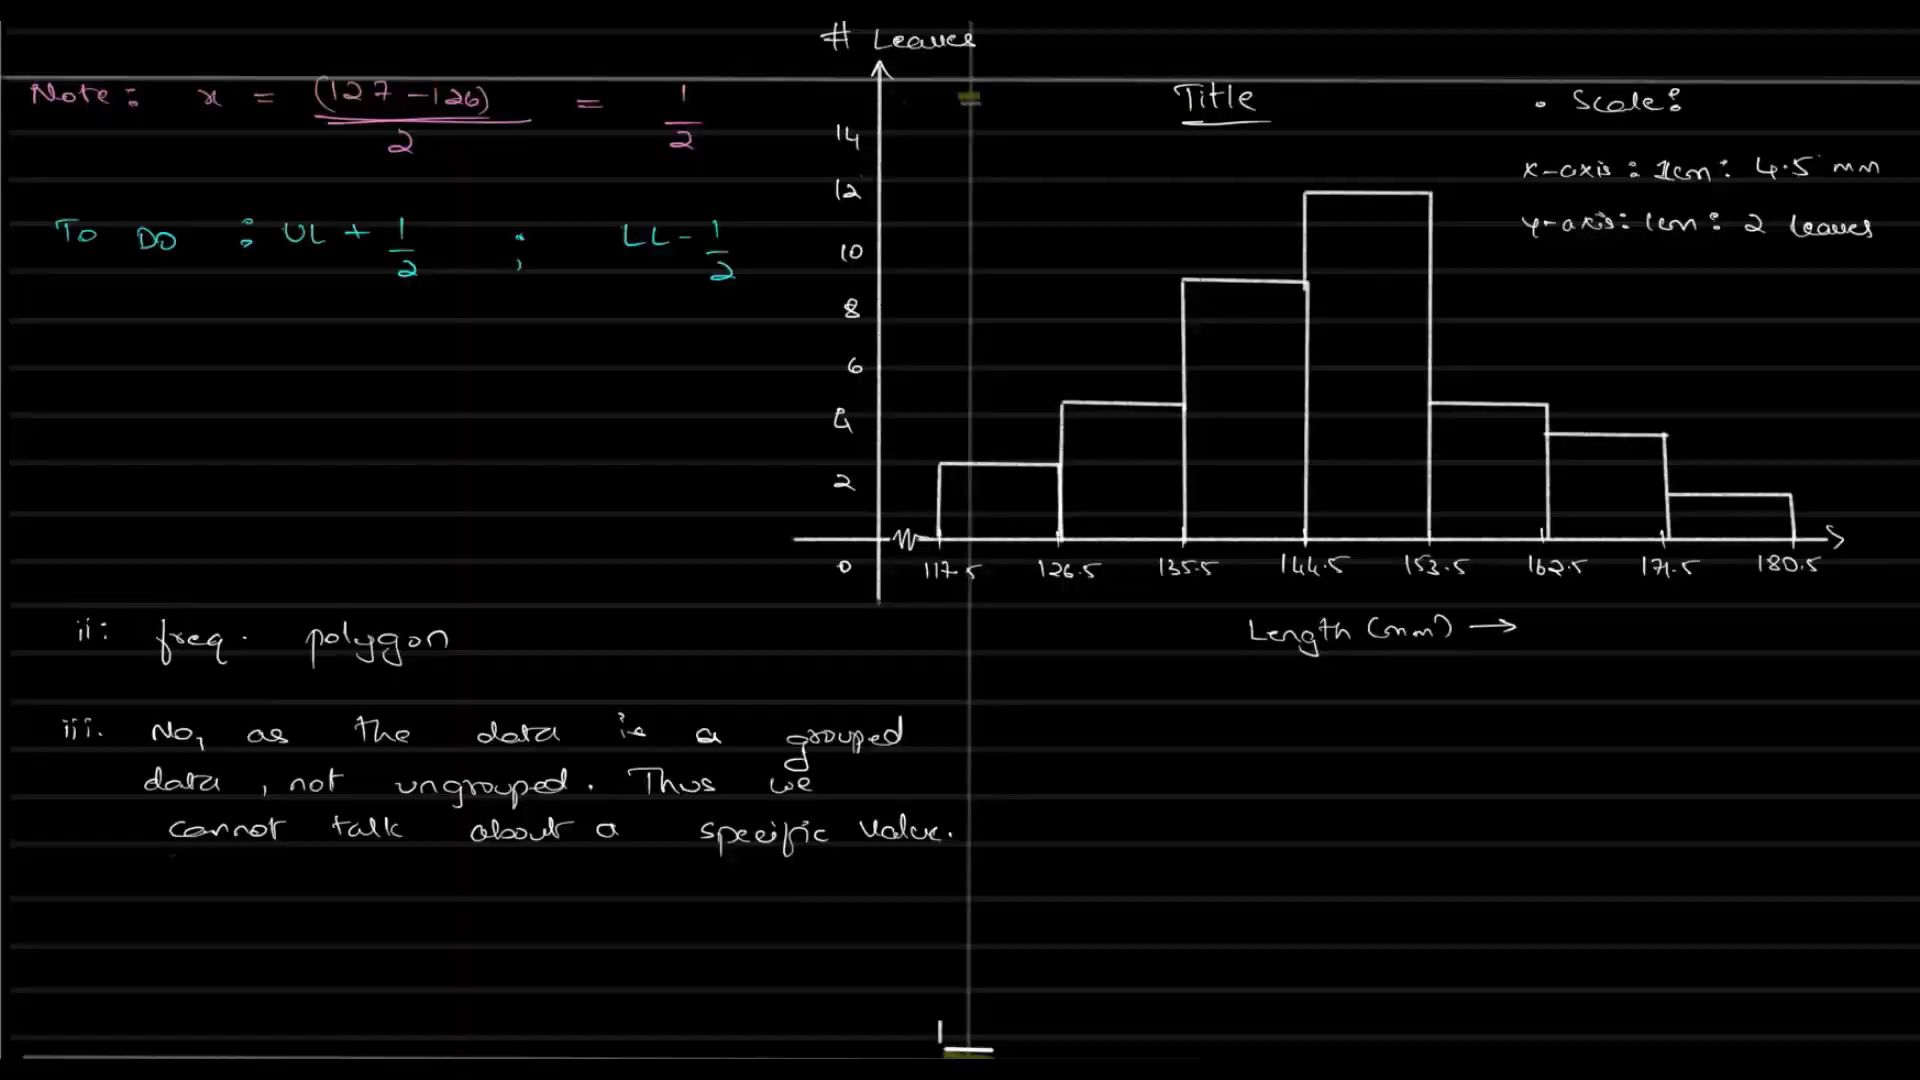 # Leaves
Note: x = (127 - 126) / 2 = 1/2
Title
• Scale:
14
x-axis: 1cm: 4.5 mm
12
y-axis: 1cm: 2 leaves
To Do : UL + 1/2 ; LL - 1/2
10
8
6
4
2
0 117.5 126.5 135.5 144.5 153.5 162.5 171.5 180.5
Length (mm) →
ii: freq. polygon
iii. No, as the data is a grouped
data, not ungrouped. Thus we
cannot talk about a specific value.